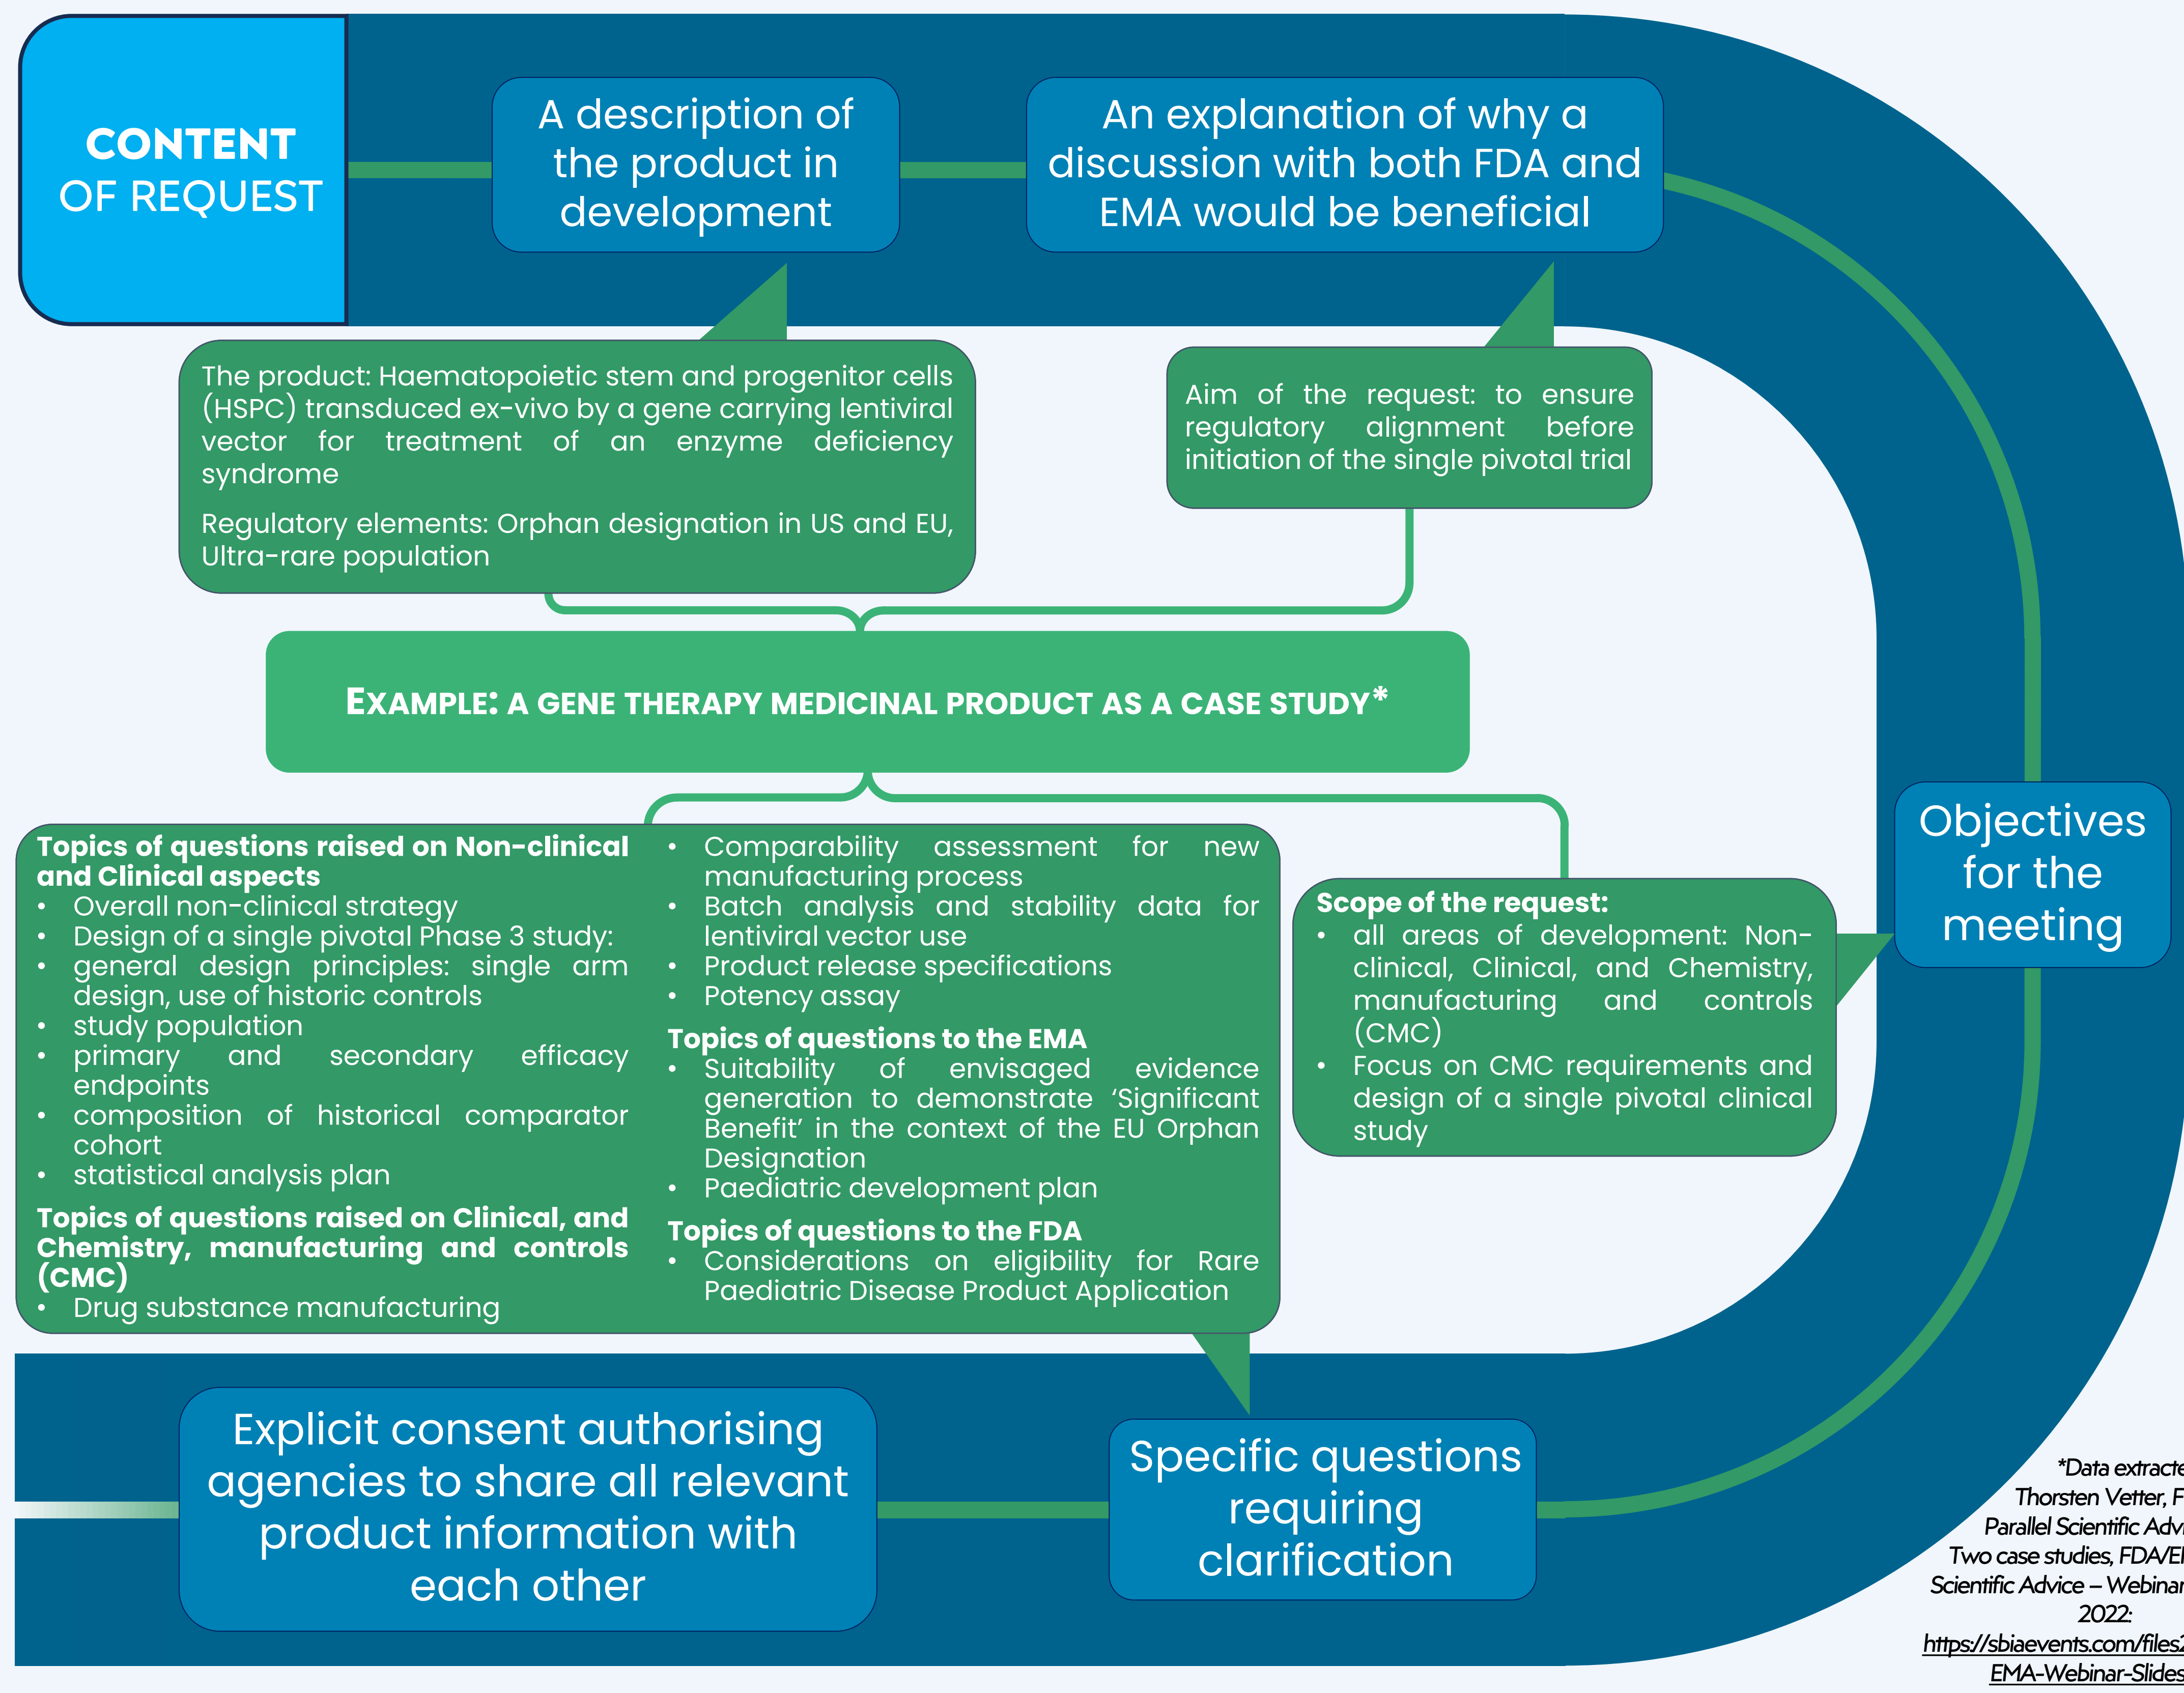 CONTENT
OF REQUEST
A description of
the product in
development
An explanation of why a
discussion with both FDA and
EMA would be beneficial
The product: Haematopoietic stem and progenitor cells
(HSPC) transduced ex-vivo by a gene carrying lentiviral
vector for treatment of an enzyme deficiency
syndrome
Regulatory elements: Orphan designation in US and EU,
Ultra-rare population
Aim of the request: to ensure
regulatory alignment before
initiation of the single pivotal trial
EXAMPLE: A GENE THERAPY MEDICINAL PRODUCT AS A CASE STUDY*
Topics of questions raised on Non-clinical
and Clinical aspects
• Overall non-clinical strategy
• Design of a single pivotal Phase 3 study:
• general design principles: single arm
design, use of historic controls
• study population
• primary and secondary efficacy
endpoints
• composition of historical comparator
cohort
• statistical analysis plan
Topics of questions raised on Clinical, and
Chemistry, manufacturing and controls
(CMC)
• Drug substance manufacturing
• Comparability assessment for new
manufacturing process
• Batch analysis and stability data for
lentiviral vector use
• Product release specifications
• Potency assay
Topics of questions to the EMA
• Suitability of envisaged evidence
generation to demonstrate ‘Significant
Benefit’ in the context of the EU Orphan
Designation
• Paediatric development plan
Topics of questions to the FDA
• Considerations on eligibility for Rare
Paediatric Disease Product Application
Scope of the request:
• all areas of development: Non-
clinical, Clinical, and Chemistry,
manufacturing and controls
(CMC)
• Focus on CMC requirements and
design of a single pivotal clinical
study
Objectives
for the
meeting
Specific questions
requiring
clarification
Explicit consent authorising
agencies to share all relevant
product information with
each other
*Data
Thorsten Vetter,
Parallel Scientific
Two case studies,
Scientific Advice – Webinar
2022:
https://sbiaevents.com/files
EMA-Webinar-Slides